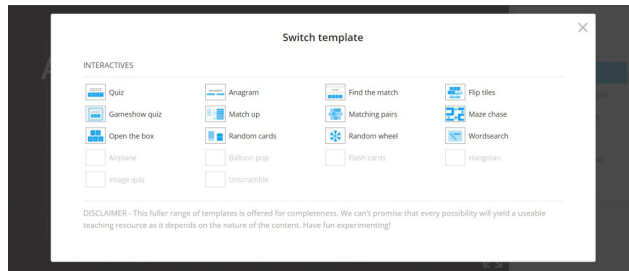 Switch template
INTERACTIVES
Quiz Anagram Find the match Flip tiles
Gameshow quiz Match up Matching pairs Maze chase
Open the box Random cards Random wheel Wordsearch
Airplane Balloon pop Flash cards Hangman
Image quiz Unscramble
DISCLAIMER - This fuller range of templates is offered for completeness. We can't promise that every possibility will yield a useable
teaching resource as it depends on the nature of the content. Have fun experimenting!